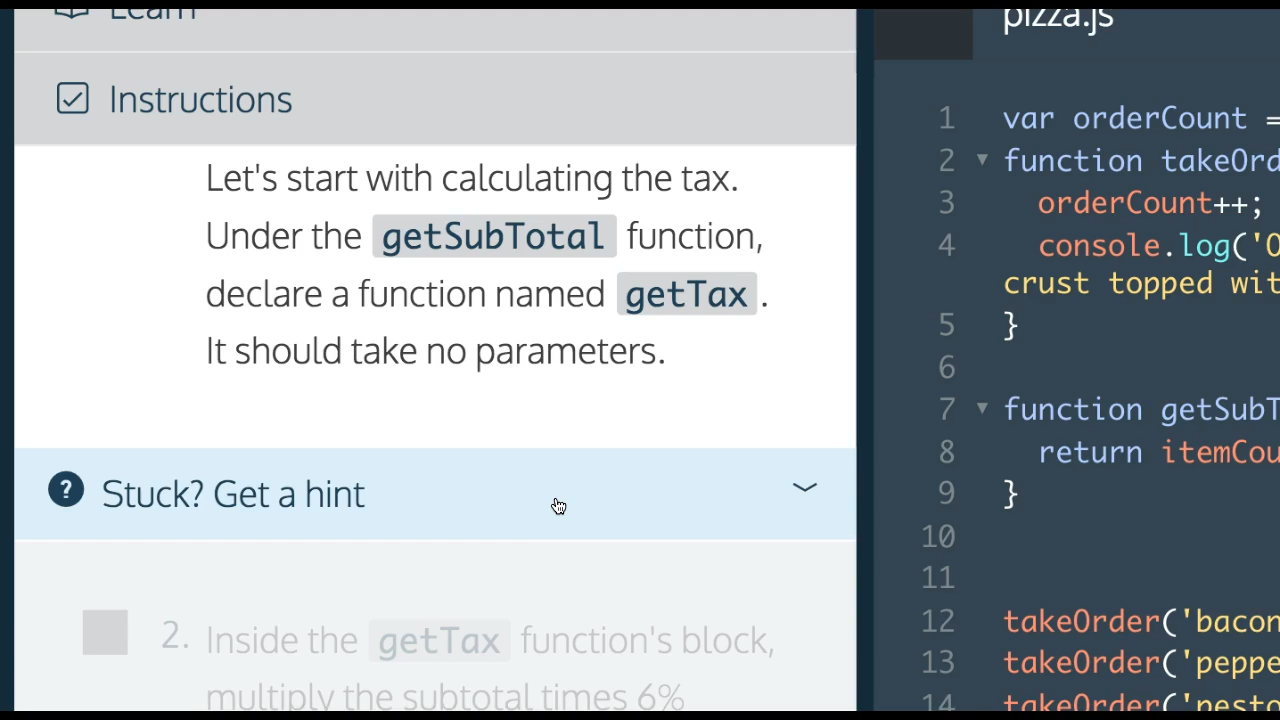 Learn
Instructions
Let's start with calculating the tax.
Under the getSubTotal function,
declare a function named getTax.
It should take no parameters.
? Stuck? Get a hint
2. Inside the getTax function's block,
multiply the subtotal times 6%
pizza.js
1 var orderCount =
2 function takeOrd
3 orderCount++;
4 console.log('O
crust topped wit
5 }
6
7 function getSubT
8 return itemCou
9 }
10
11
12 takeOrder('bacon
13 takeOrder('peppe
14 takeOrder('pesto